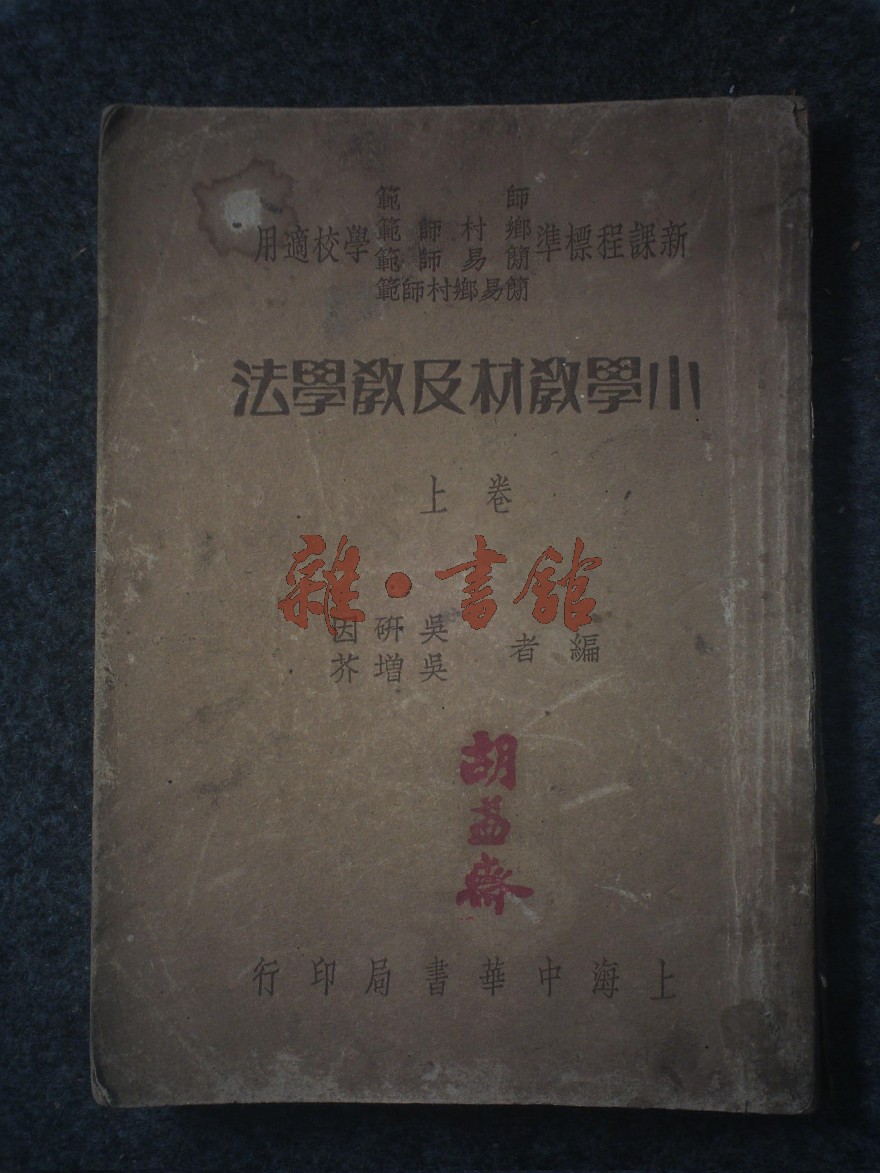 新課程標準
師範
鄉村師範
簡易師範
簡易鄉村師範
學校適用
小學教材及教學法
卷上
雜·書館
編者
吳研因
吳增芥
胡
齋
上海中華書局印行